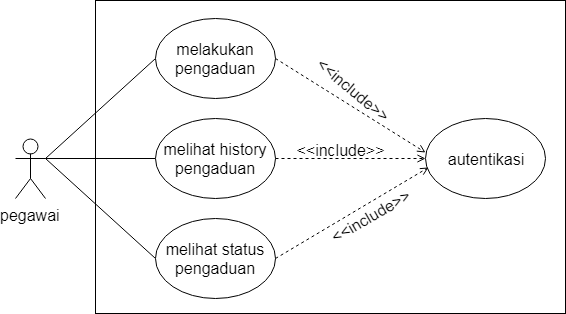 melakukan
pengaduan
<<include>>
melihat history
pengaduan
<<include>>
autentikasi
pegawai
melihat status
pengaduan
<<include>>